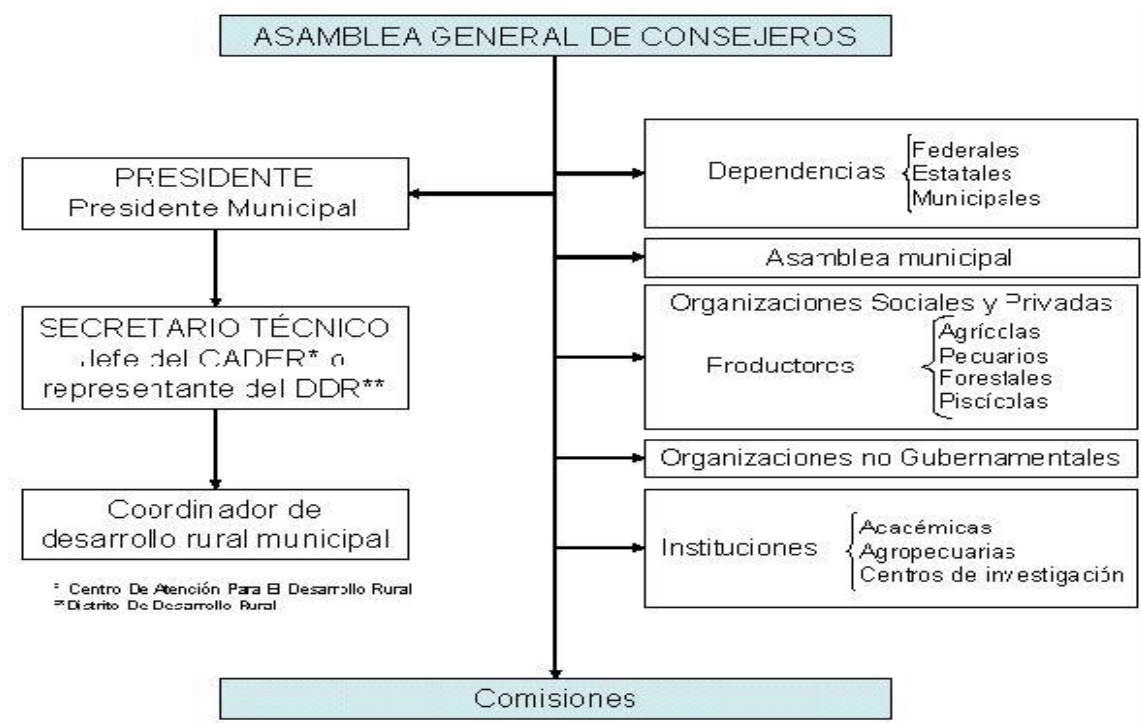 ASAMBLEA GENERAL DE CONSEJEROS
PRESIDENTE
Presidente Municipal
SECRETARIO TÉCNICO
Jefe del CADER* o
representante del DDR**
Coordinador de
desarrollo rural municipal
* Centro De Atención Para El Desarrollo Rural
**Distrito De Desarrollo Rural
Dependencias
Federales
Estatales
Municipales
Asamblea municipal
Organizaciones Sociales y Privadas
Productores
Agrícolas
Pecuarios
Forestales
Piscícolas
Organizaciones no Gubernamentales
Instituciones
Académicas
Agropecuarias
Centros de investigación
Comisiones